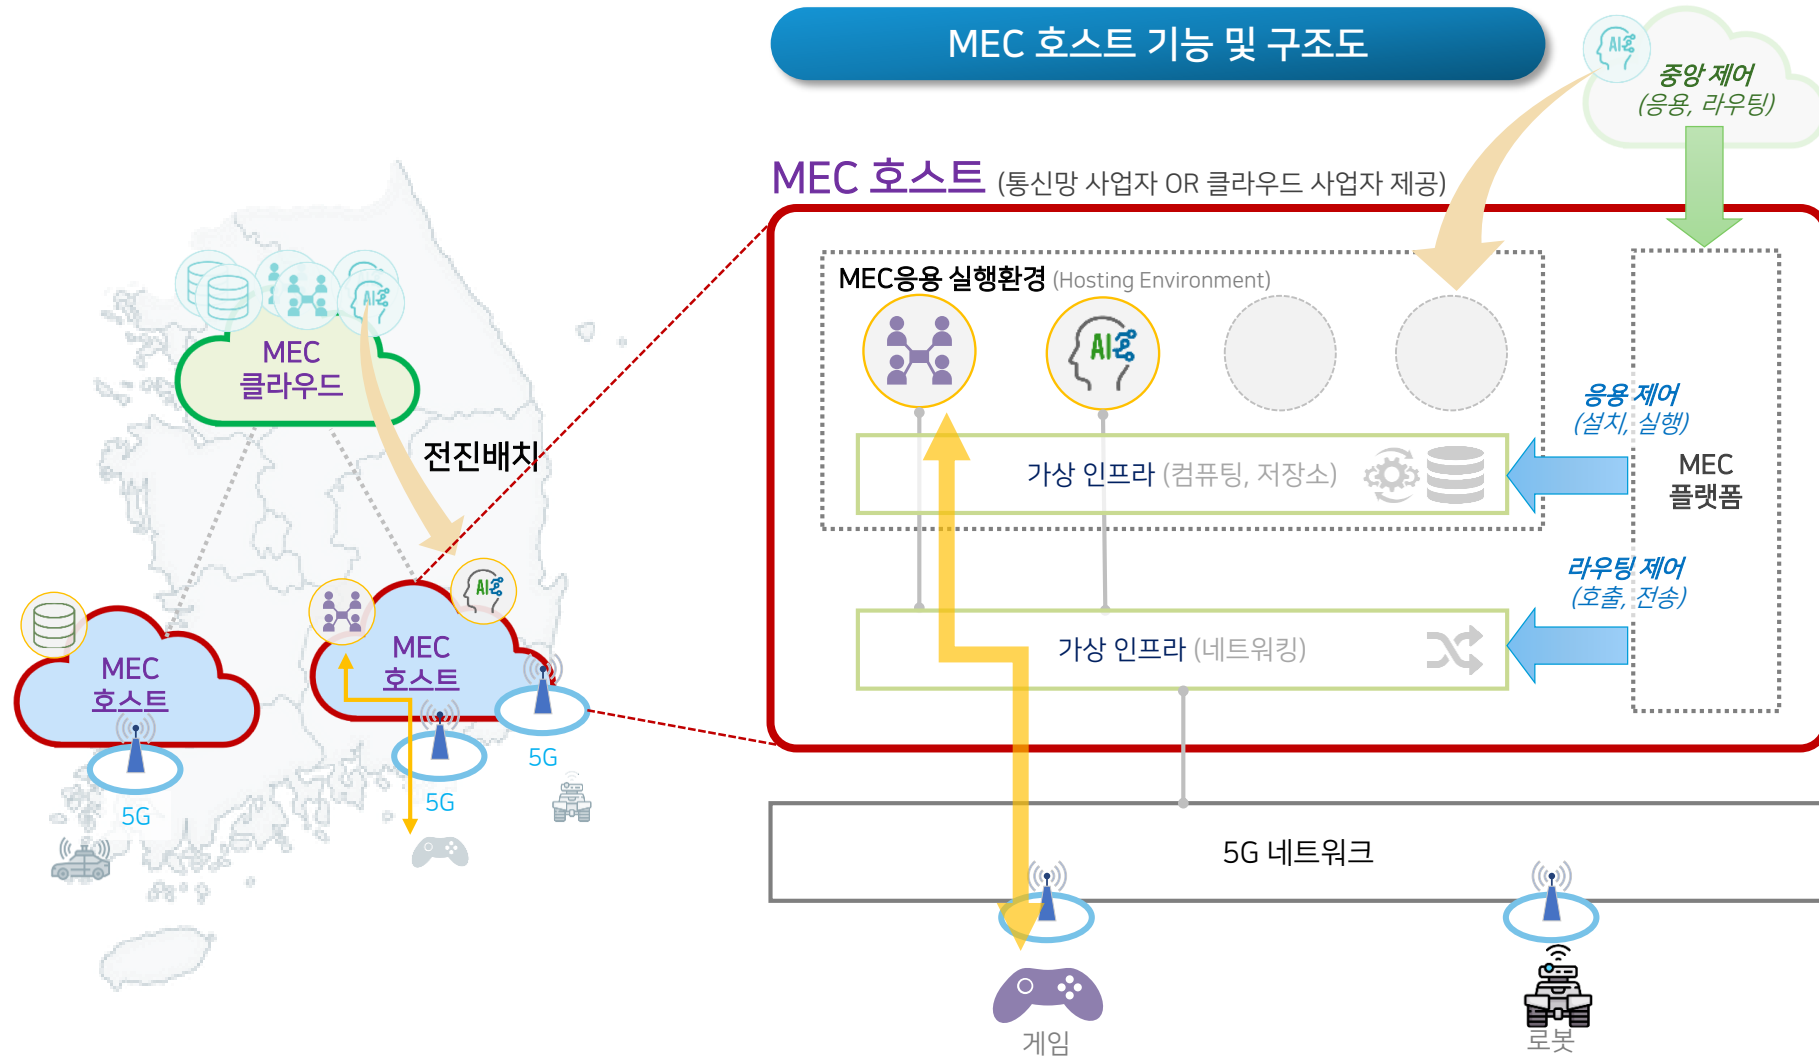 MEC 호스트 기능 및 구조도
AI
중앙 제어
(응용, 라우팅)
MEC 호스트 (통신망 사업자 OR 클라우드 사업자 제공)
MEC응용 실행환경 (Hosting Environment)
AI
가상 인프라 (컴퓨팅, 저장소)
응용 제어
(설치, 실행)
MEC
플랫폼
라우팅 제어
(호출, 전송)
가상 인프라 (네트워킹)
5G 네트워크
게임
로봇
AI
MEC
클라우드
전진배치
AI
MEC
호스트
MEC
호스트
5G
5G
5G